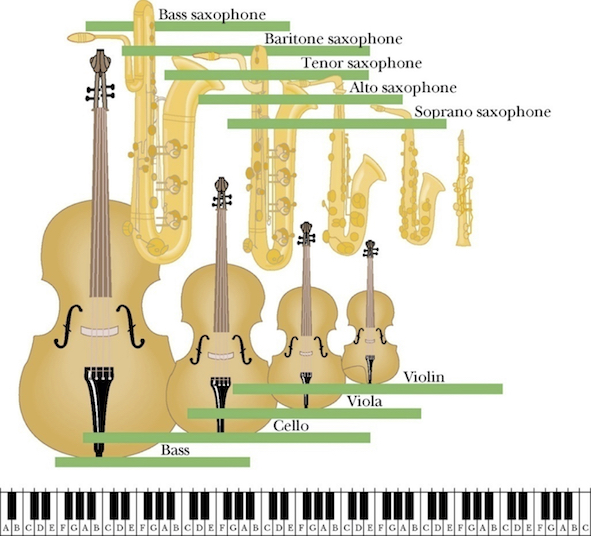 Bass saxophone
Baritone saxophone
Tenor saxophone
Alto saxophone
Soprano saxophone
Violin
Viola
Cello
Bass
A B C D E F G A B C D E F G A B C D E F G A B C D E F G A B C D E F G A B C D E F G A B C D E F G A B C